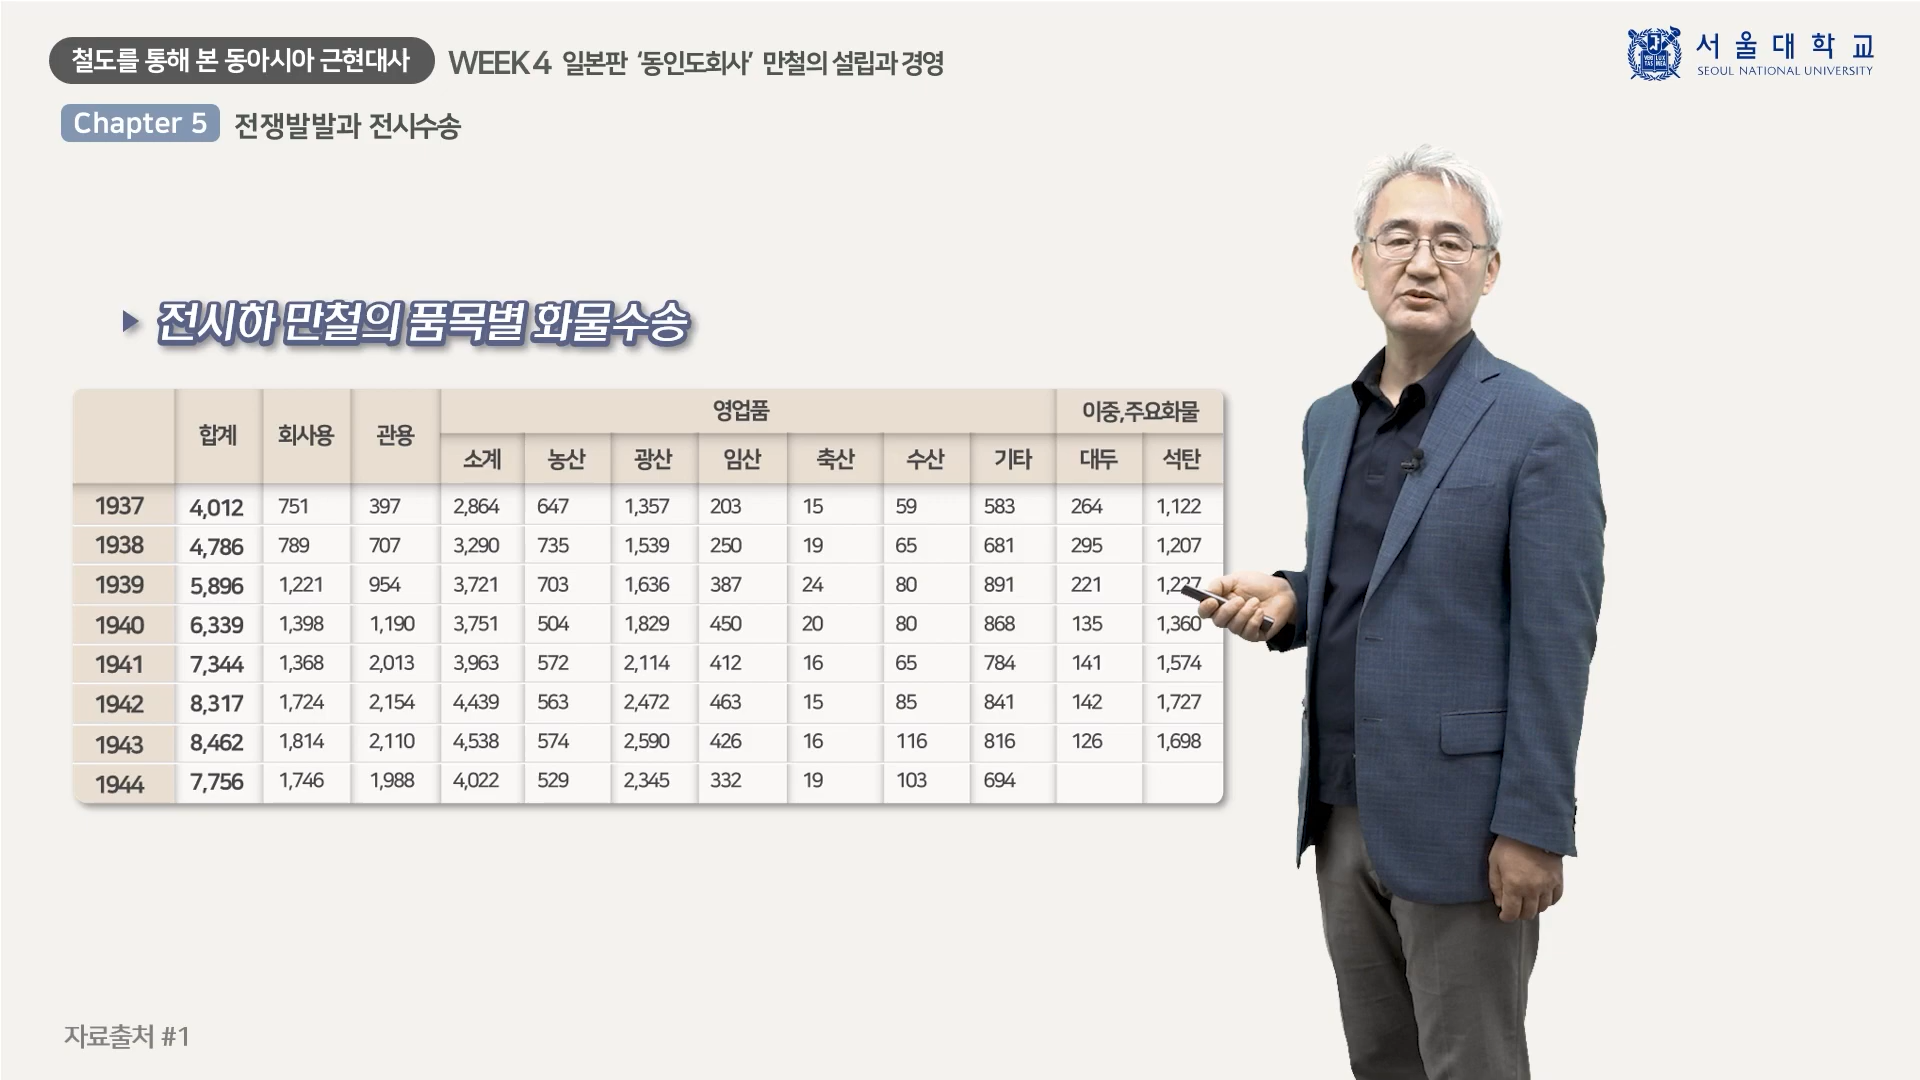 철도를 통해 본 동아시아 근현대사 WEEK 4 일본판 ‘동인도회사’ 만철의 설립과 경영
서울대학교
SEOUL NATIONAL UNIVERSITY
Chapter 5 전쟁발발과 전시수송
전시하 만철의 품목별 화물수송
합계 회사용 관용 영업품 이중,주요화물
소계 농산 광산 임산 축산 수산 기타 대두 석탄
1937 4,012 751 397 2,864 647 1,357 203 15 59 583 264 1,122
1938 4,786 789 707 3,290 735 1,539 250 19 65 681 295 1,207
1939 5,896 1,221 954 3,721 703 1,636 387 24 80 891 221
1940 6,339 1,398 1,190 3,751 504 1,829 450 20 80 868 135 1,360
1941 7,344 1,368 2,013 3,963 572 2,114 412 16 65 784 141 1,574
1942 8,317 1,724 2,154 4,439 563 2,472 463 15 85 841 142 1,727
1943 8,462 1,814 2,110 4,538 574 2,590 426 16 116 816 126 1,698
1944 7,756 1,746 1,988 4,022 529 2,345 332 19 103 694
자료출처 #1